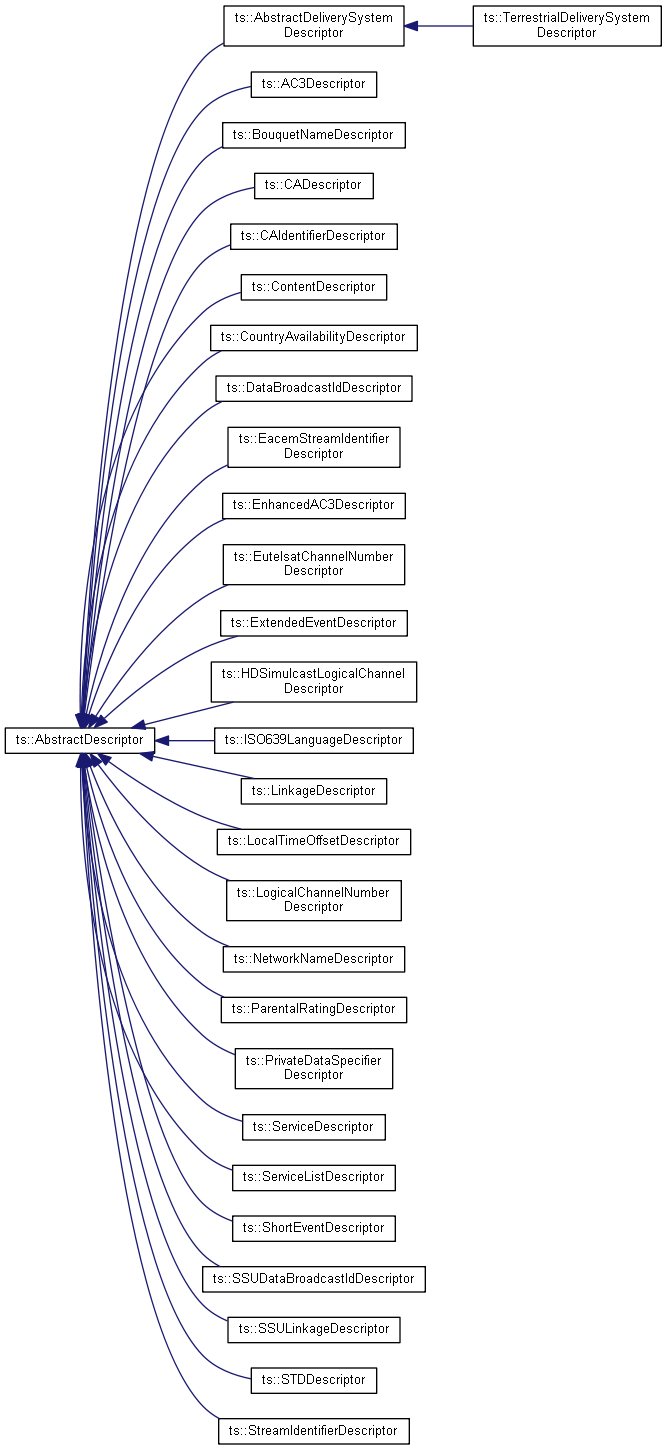 ts::AbstractDeliverySystem
Descriptor
ts::TerrestrialDeliverySystem
Descriptor
ts::AC3Descriptor
ts::BouquetNameDescriptor
ts::CADescriptor
ts::CAIdentifierDescriptor
ts::ContentDescriptor
ts::CountryAvailabilityDescriptor
ts::DataBroadcastIdDescriptor
ts::EacemStreamIdentifier
Descriptor
ts::EnhancedAC3Descriptor
ts::EutelsatChannelNumber
Descriptor
ts::ExtendedEventDescriptor
ts::HDSimulcastLogicalChannel
Descriptor
ts::AbstractDescriptor
ts::ISO639LanguageDescriptor
ts::LinkageDescriptor
ts::LocalTimeOffsetDescriptor
ts::LogicalChannelNumber
Descriptor
ts::NetworkNameDescriptor
ts::ParentalRatingDescriptor
ts::PrivateDataSpecifier
Descriptor
ts::ServiceDescriptor
ts::ServiceListDescriptor
ts::ShortEventDescriptor
ts::SSUDataBroadcastIdDescriptor
ts::SSULinkageDescriptor
ts::STDDescriptor
ts::StreamIdentifierDescriptor